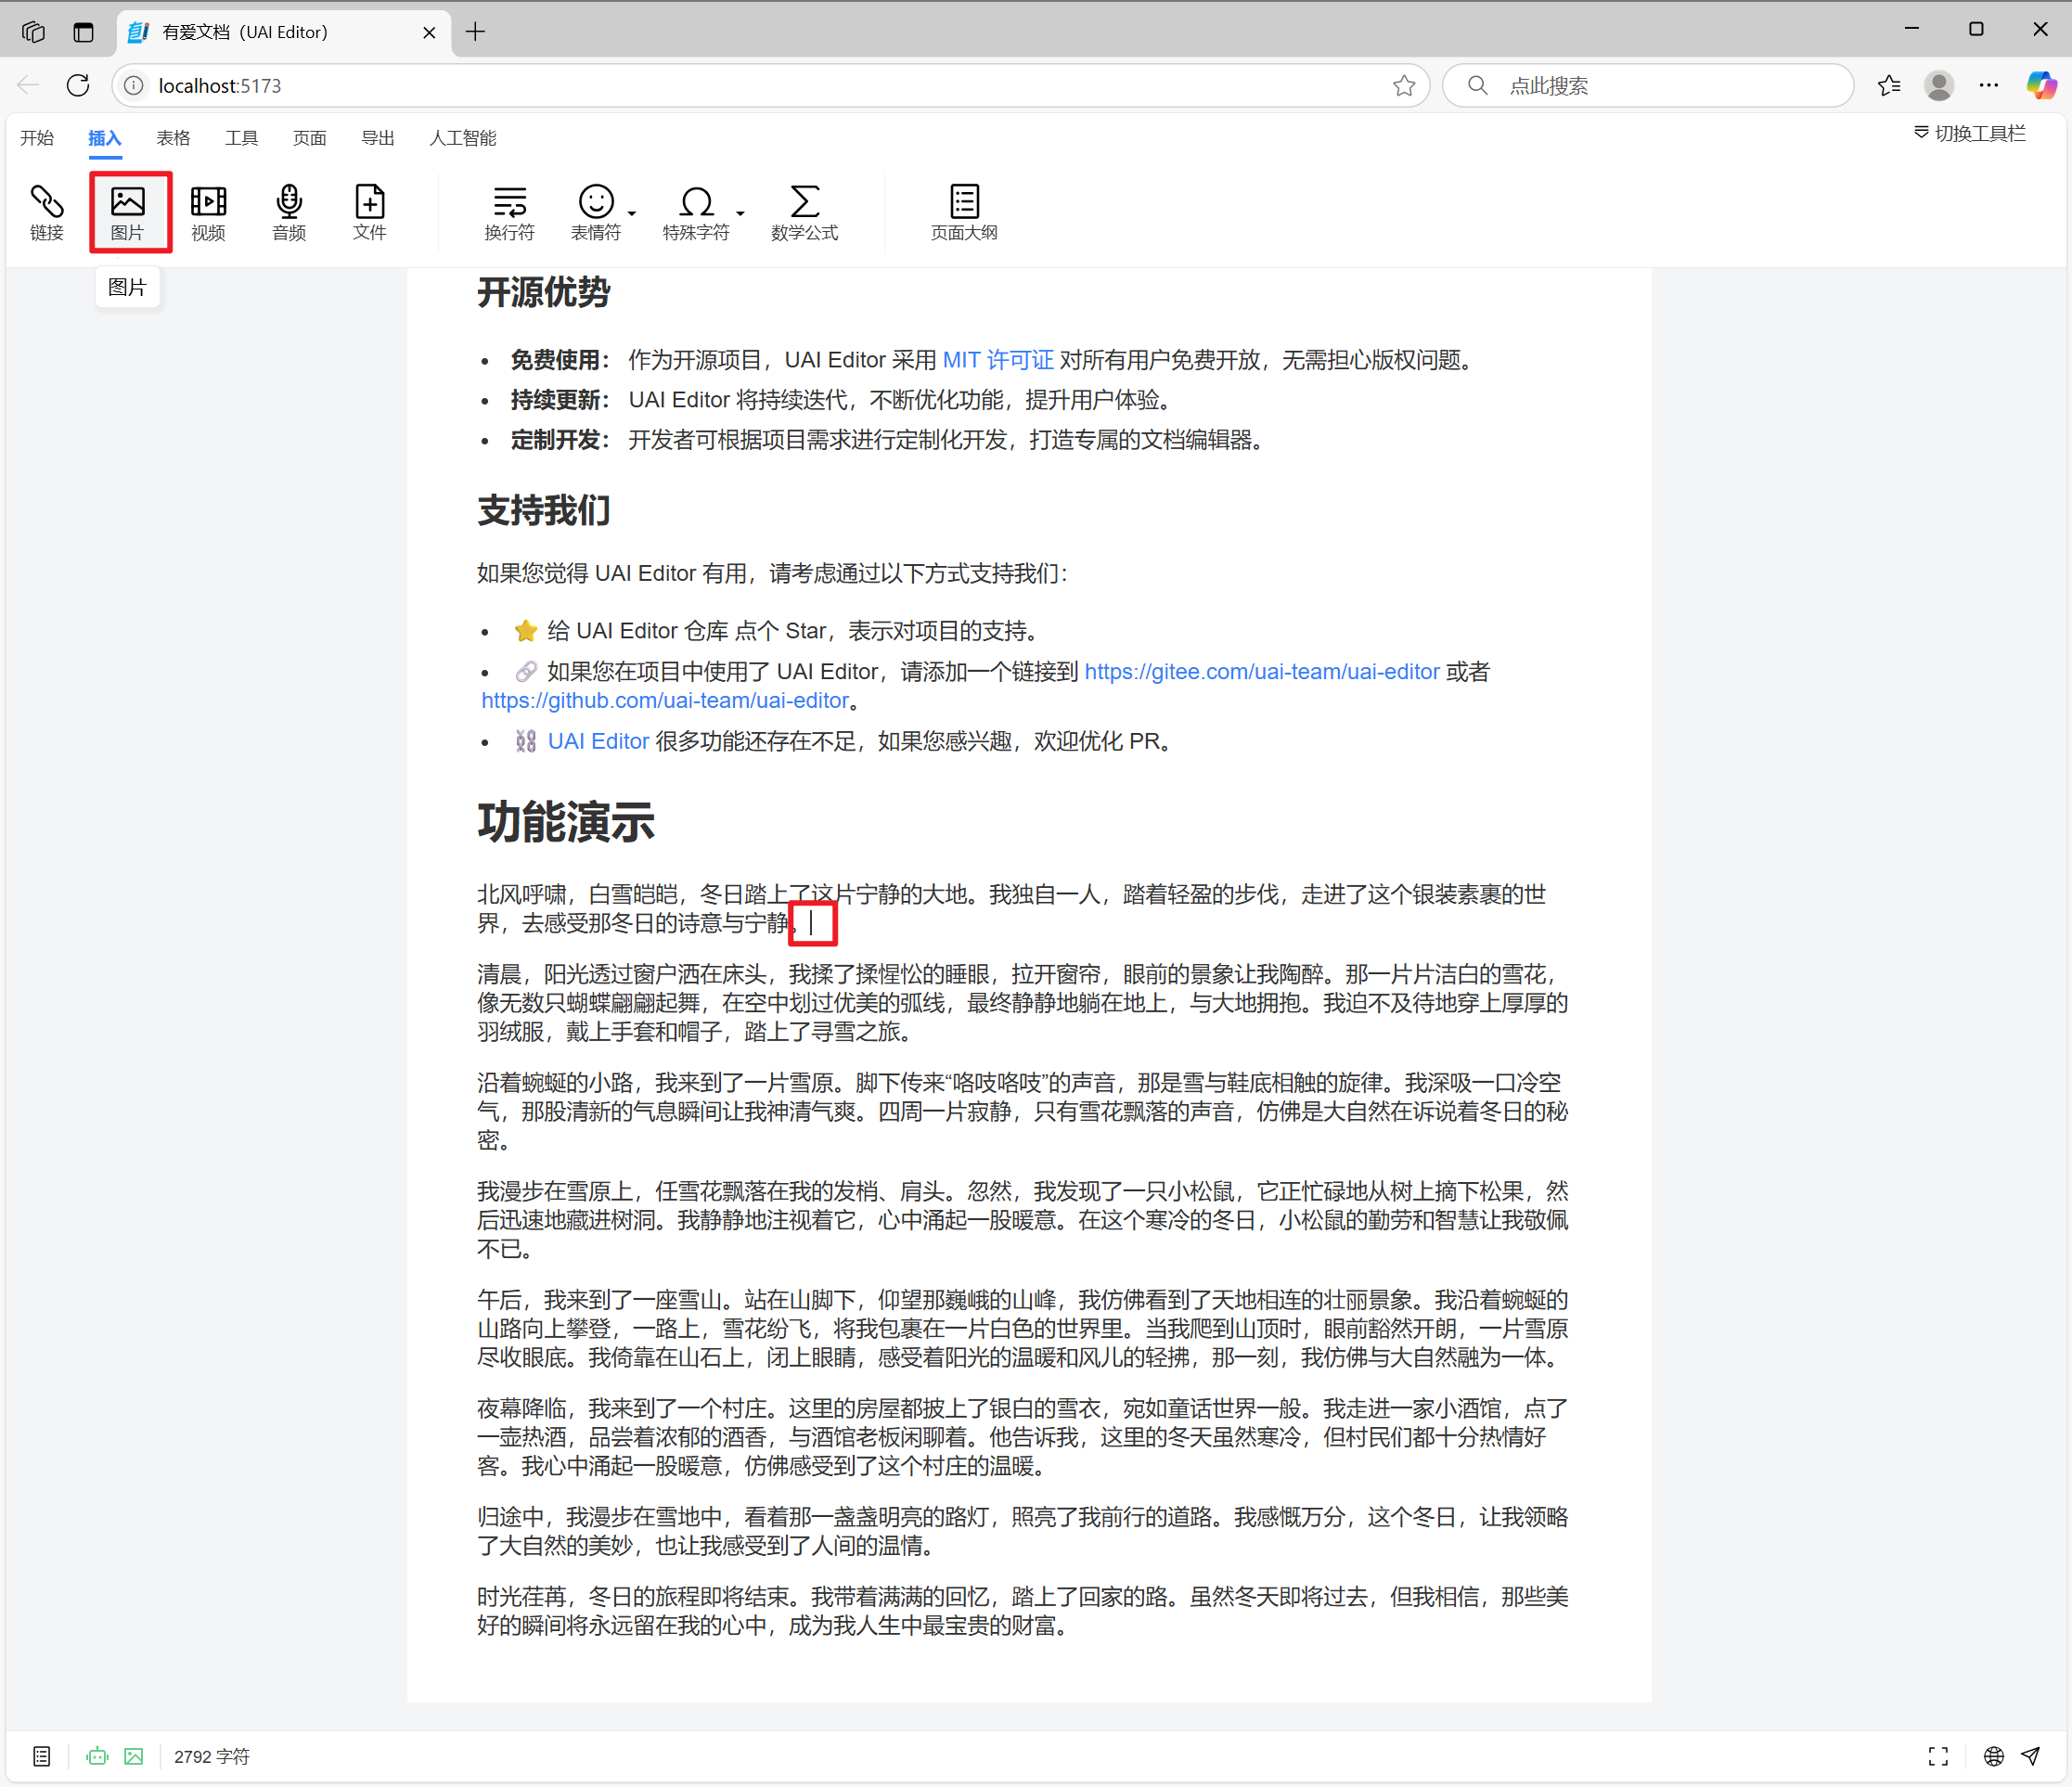 有爱文档（UAI Editor）
localhost:5173
点此搜索
开始 插入 表格 工具 页面 导出 人工智能
切换工具栏
链接 图片 视频 音频 文件 换行符 表情符 特殊字符 数学公式 页面大纲
图片
开源优势
• 免费使用： 作为开源项目，UAI Editor 采用 MIT 许可证 对所有用户免费开放，无需担心版权问题。
• 持续更新： UAI Editor 将持续迭代，不断优化功能，提升用户体验。
• 定制开发： 开发者可根据项目需求进行定制化开发，打造专属的文档编辑器。
支持我们
如果您觉得 UAI Editor 有用，请考虑通过以下方式支持我们：
• ⭐ 给 UAI Editor 仓库 点个 Star，表示对项目的支持。
• 🔗 如果您在项目中使用了 UAI Editor，请添加一个链接到 https://gitee.com/uai-team/uai-editor 或者
https://github.com/uai-team/uai-editor。
• ⛓ UAI Editor 很多功能还存在不足，如果您感兴趣，欢迎优化 PR。
功能演示
北风呼啸，白雪皑皑，冬日踏上了这片宁静的大地。我独自一人，踏着轻盈的步伐，走进了这个银装素裹的世
界，去感受那冬日的诗意与宁静。
清晨，阳光透过窗户洒在床头，我揉了揉惺忪的睡眼，拉开窗帘，眼前的景象让我陶醉。那一片片洁白的雪花，
像无数只蝴蝶翩翩起舞，在空中划过优美的弧线，最终静静地躺在地上，与大地拥抱。我迫不及待地穿上厚厚的
羽绒服，戴上手套和帽子，踏上了寻雪之旅。
沿着蜿蜒的小路，我来到了一片雪原。脚下传来“咯吱咯吱”的声音，那是雪与鞋底相触的旋律。我深吸一口冷空
气，那股清新的气息瞬间让我神清气爽。四周一片寂静，只有雪花飘落的声音，仿佛是大自然在诉说着冬日的秘
密。
我漫步在雪原上，任雪花飘落在我的发梢、肩头。忽然，我发现了一只小松鼠，它正忙碌地从树上摘下松果，然
后迅速地藏进树洞。我静静地注视着它，心中涌起一股暖意。在这个寒冷的冬日，小松鼠的勤劳和智慧让我敬佩
不已。
午后，我来到了一座雪山。站在山脚下，仰望那巍峨的山峰，我仿佛看到了天地相连的壮丽景象。我沿着蜿蜒的
山路向上攀登，一路上，雪花纷飞，将我包裹在一片白色的世界里。当我爬到山顶时，眼前豁然开朗，一片雪原
尽收眼底。我倚靠在山石上，闭上眼睛，感受着阳光的温暖和风儿的轻拂，那一刻，我仿佛与大自然融为一体。
夜幕降临，我来到了一个村庄。这里的房屋都披上了银白的雪衣，宛如童话世界一般。我走进一家小酒馆，点了
一壶热酒，品尝着浓郁的酒香，与酒馆老板闲聊着。他告诉我，这里的冬天虽然寒冷，但村民们都十分热情好
客。我心中涌起一股暖意，仿佛感受到了这个村庄的温暖。
归途中，我漫步在雪地中，看着那一盏盏明亮的路灯，照亮了我前行的道路。我感慨万分，这个冬日，让我领略
了大自然的美妙，也让我感受到了人间的温情。
时光荏苒，冬日的旅程即将结束。我带着满满的回忆，踏上了回家的路。虽然冬天即将过去，但我相信，那些美
好的瞬间将永远留在我的心中，成为我人生中最宝贵的财富。
2792 字符